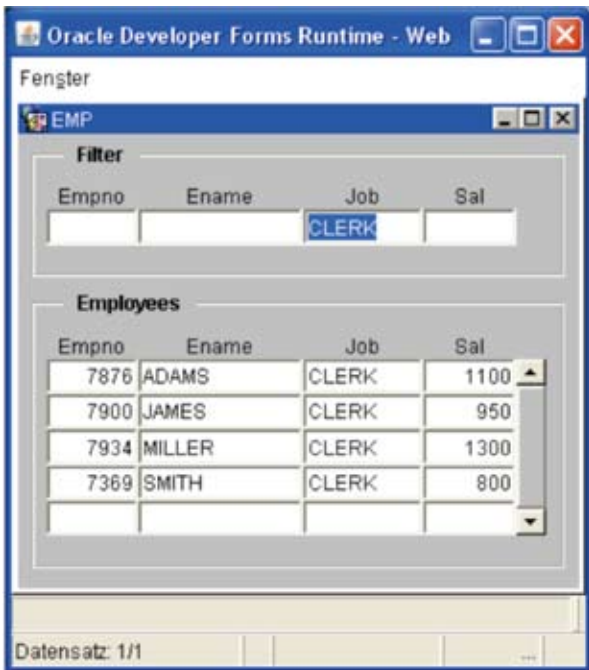 Oracle Developer Forms Runtime - Web
Fenster
EMP
Filter
Empno Ename Job Sal
CLERK
Employees
Empno Ename Job Sal
7876 ADAMS CLERK 1100
7900 JAMES CLERK 950
7934 MILLER CLERK 1300
7369 SMITH CLERK 800
Datensatz: 1/1 ...